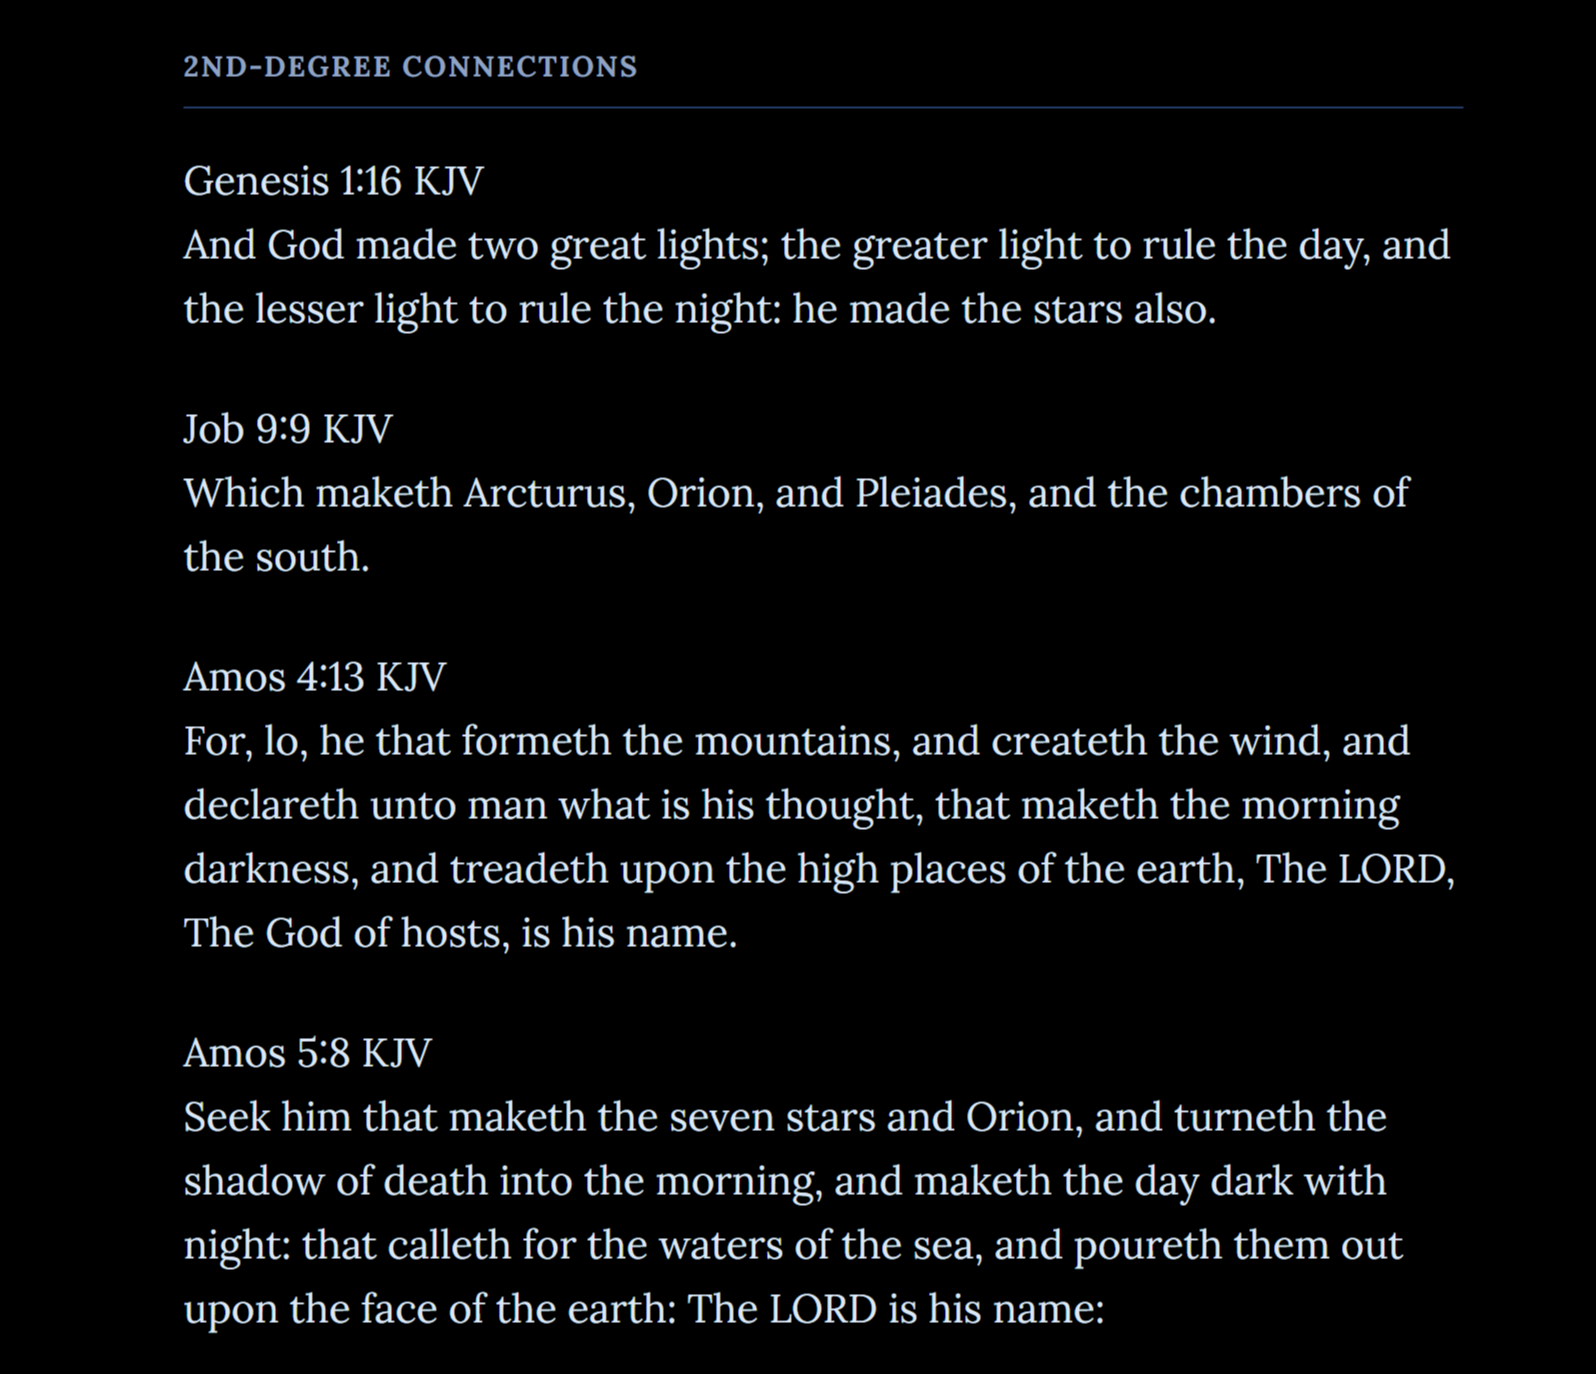 2ND-DEGREE CONNECTIONS
Genesis 1:16 KJV
And God made two great lights; the greater light to rule the day, and
the lesser light to rule the night: he made the stars also.
Job 9:9 KJV
Which maketh Arcturus, Orion, and Pleiades, and the chambers of
the south.
Amos 4:13 KJV
For, lo, he that formeth the mountains, and createth the wind, and
declareth unto man what is his thought, that maketh the morning
darkness, and treadeth upon the high places of the earth, The LORD,
The God of hosts, is his name.
Amos 5:8 KJV
Seek him that maketh the seven stars and Orion, and turneth the
shadow of death into the morning, and maketh the day dark with
night: that calleth for the waters of the sea, and poureth them out
upon the face of the earth: The LORD is his name: